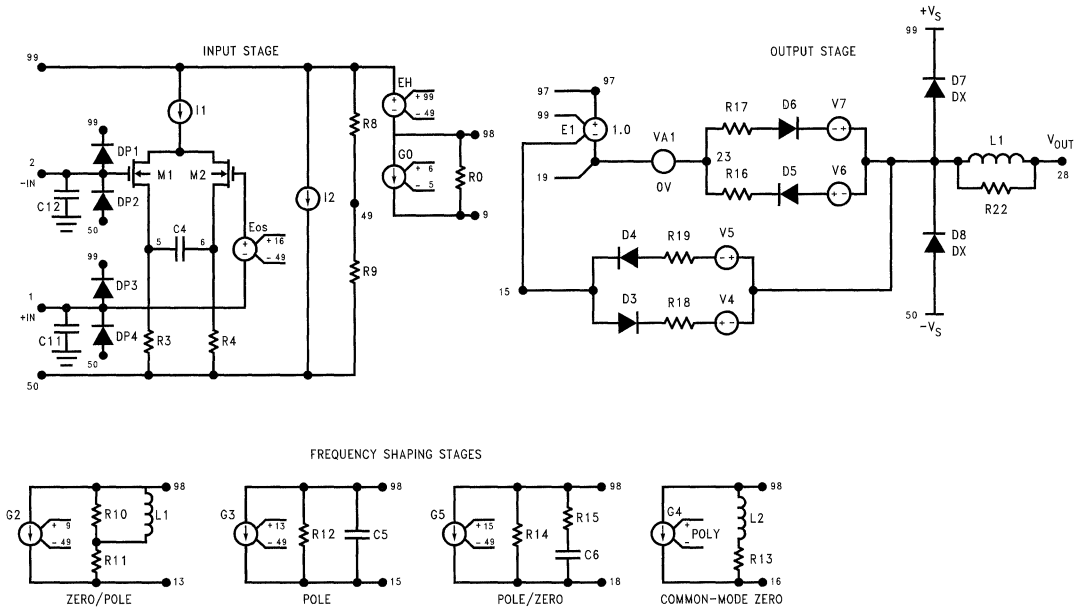 INPUT STAGE
99
I1
99
DP1
2
-IN
M1
M2
C12
DP2
50
5
C4
6
Eos
+ 16
- 49
99
DP3
1
+IN
C11
DP4
50
R3
R4
50
I2
R8
49
R9
EH
+ 99
- 49
98
G0
+ 6
- 5
R0
9
OUTPUT STAGE
97
97
99
E1
1.0
19
VA1
0V
23
R17
D6
V7
R16
D5
V6
+VS
99
D7
DX
L1
VOUT
28
R22
D8
DX
50
-VS
15
D4
R19
V5
D3
R18
V4
FREQUENCY SHAPING STAGES
98
G2
+ 9
- 49
R10
L1
R11
13
ZERO/POLE
98
G3
+13
- 49
R12
C5
15
POLE
98
G5
+15
- 49
R14
R15
C6
18
POLE/ZERO
98
G4
+
POLY
-
L2
R13
16
COMMON-MODE ZERO